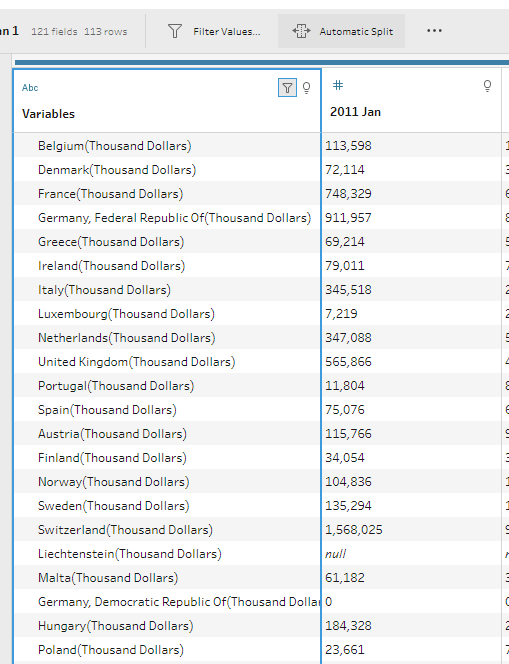 n 1 121 fields 113 rows Filter Values... Automatic Split ...
Abc #
Variables 2011 Jan
Belgium(Thousand Dollars) 113,598
Denmark(Thousand Dollars) 72,114
France(Thousand Dollars) 748,329
Germany, Federal Republic Of(Thousand Dollars) 911,957
Greece(Thousand Dollars) 69,214
Ireland(Thousand Dollars) 79,011
Italy(Thousand Dollars) 345,518
Luxembourg(Thousand Dollars) 7,219
Netherlands(Thousand Dollars) 347,088
United Kingdom(Thousand Dollars) 565,866
Portugal(Thousand Dollars) 11,804
Spain(Thousand Dollars) 75,076
Austria(Thousand Dollars) 115,766
Finland(Thousand Dollars) 34,054
Norway(Thousand Dollars) 104,836
Sweden(Thousand Dollars) 135,294
Switzerland(Thousand Dollars) 1,568,025
Liechtenstein(Thousand Dollars) null
Malta(Thousand Dollars) 61,182
Germany, Democratic Republic Of(Thousand Dollar 0
Hungary(Thousand Dollars) 184,328
Poland(Thousand Dollars) 23,661